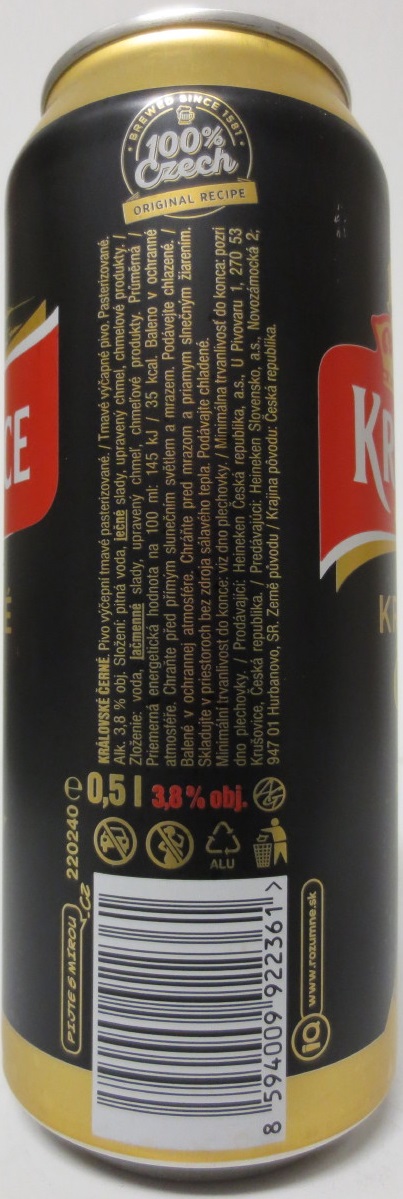 BREWED SINCE 1581
100%
Czech
ORIGINAL RECIPE
CE
KR
KR
KRÁLOVSKÉ ČERNÉ. Pivo výčepní tmavé pasterizované. / Tmavé výčapné pivo. Pasterizované.
Alk. 3,8 % obj. Složení: pitná voda, ječné slady, upravený chmel, chmelové produkty. /
Zloženie: voda, jačmenné slady, upravený chmeľ, chmeľové produkty. Průměrná /
Priemerná energetická hodnota na 100 ml: 145 kJ / 35 kcal. Baleno v ochranné
atmosféře. Chraňte před přímým slunečním světlem a mrazem. Podávejte chlazené. /
Balené v ochrannej atmosfére. Chráňte pred mrazom a priamym slnečným žiarením.
Skladujte v priestoroch bez zdroja sálavého tepla. Podávajte chladené.
Minimální trvanlivost do konce: viz dno plechovky. / Minimálna trvanlivosť do konca: pozri
dno plechovky. / Prodávající: Heineken Česká republika, a.s., U Pivovaru 1, 270 53
Krušovice, Česká republika. / Predávajúci: Heineken Slovensko, a.s., Novozámocká 2,
947 01 Hurbanovo, SR. Země původu / Krajina pôvodu: Česká republika.
0,5 l 3,8 % obj.
220240
ALU
PIJTE S MÍROU
.CZ
8 594009 922361 >
iQ www.rozumne.sk